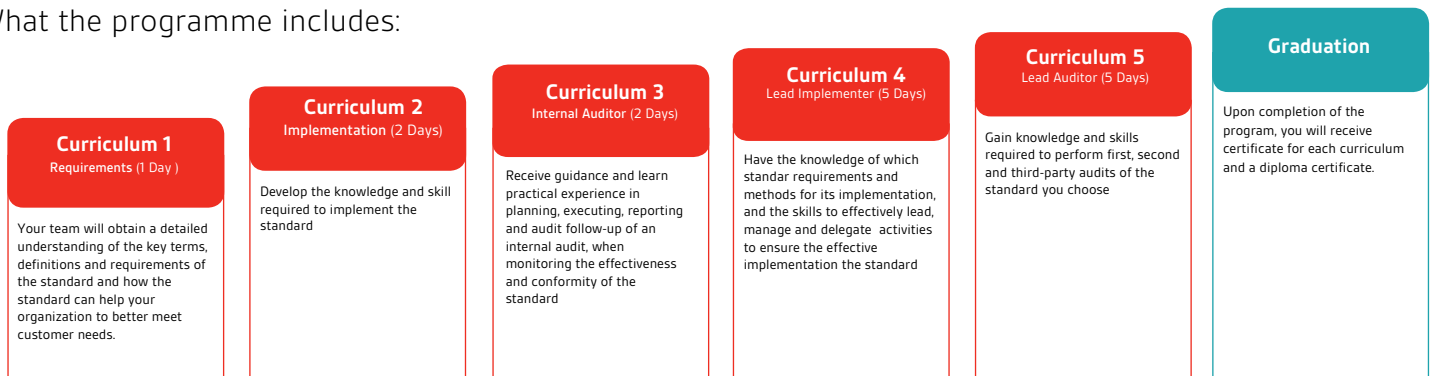 What the programme includes:
Curriculum 1
Requirements (1 Day )
Your team will obtain a detailed
understanding of the key terms,
definitions and requirements of
the standard and how the
standard can help your
organization to better meet
customer needs.
Curriculum 2
Implementation (2 Days)
Develop the knowledge and skill
required to implement the
standard
Curriculum 3
Internal Auditor (2 Days)
Receive guidance and learn
practical experience in
planning, executing, reporting
and audit follow-up of an
internal audit, when
monitoring the effectiveness
and conformity of the
standard
Curriculum 4
Lead Implementer (5 Days)
Have the knowledge of which
standar requirements and
methods for its implementation,
and the skills to effectively lead,
manage and delegate activities
to ensure the effective
implementation the standard
Curriculum 5
Lead Auditor (5 Days)
Gain knowledge and skills
required to perform first, second
and third-party audits of the
standard you choose
Graduation
Upon completion of the
program, you will receive
certificate for each curriculum
and a diploma certificate.